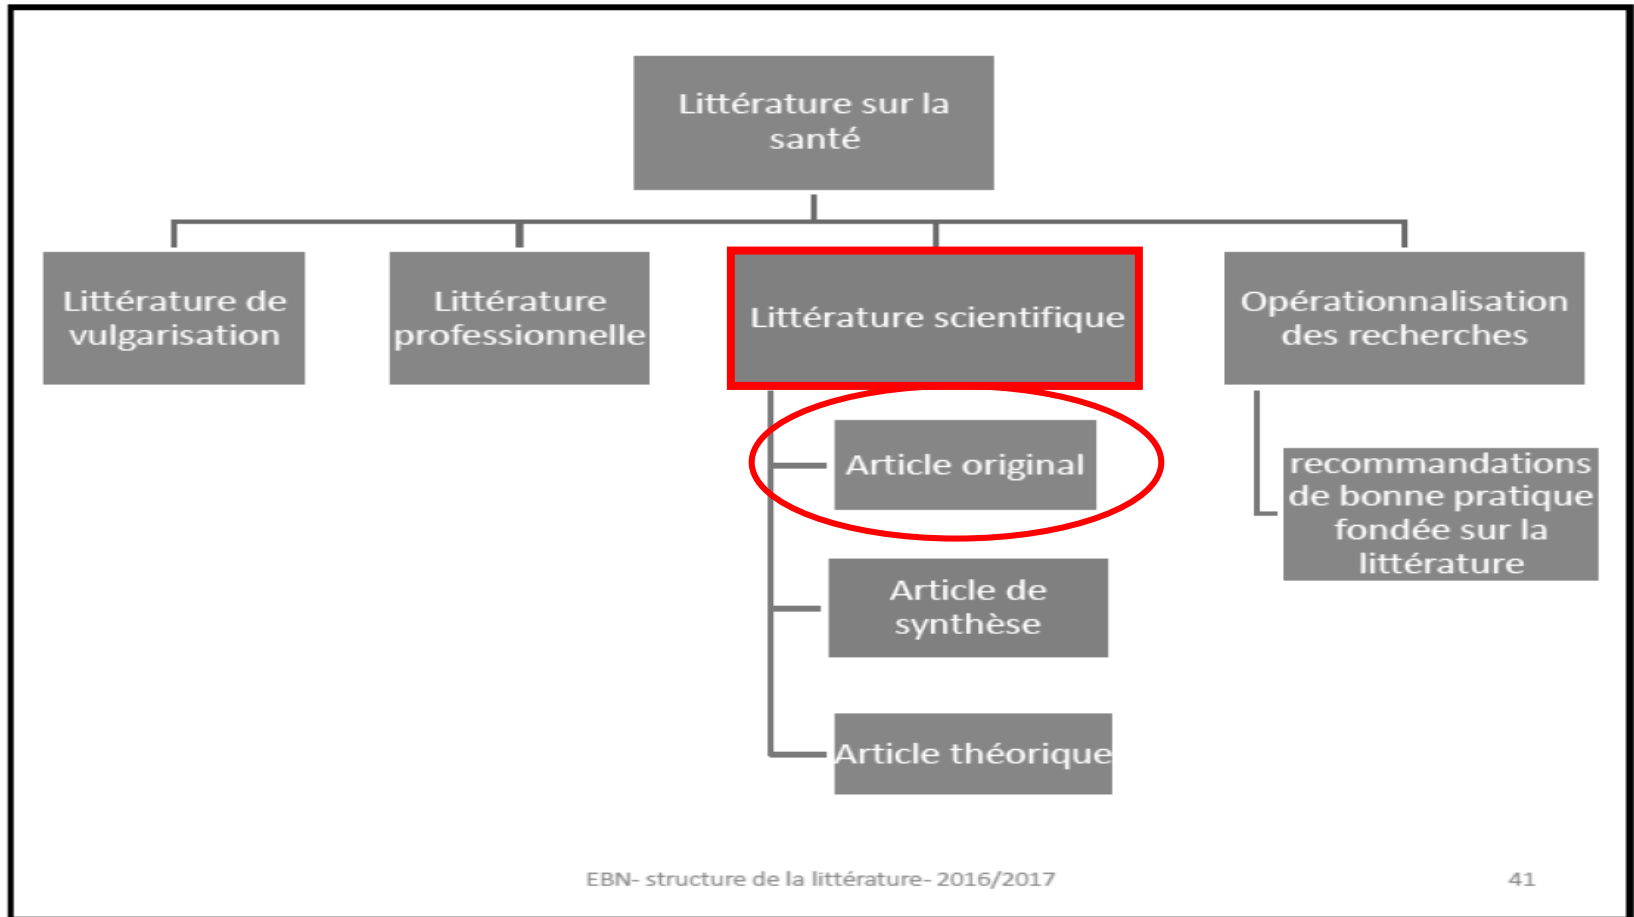 Littérature sur la
santé
Littérature de
vulgarisation
Littérature
professionnelle
Littérature scientifique
Opérationnalisation
des recherches
Article original
Article de
synthèse
Article théorique
recommandations
de bonne pratique
fondée sur la
littérature
EBN- structure de la littérature- 2016/2017
41